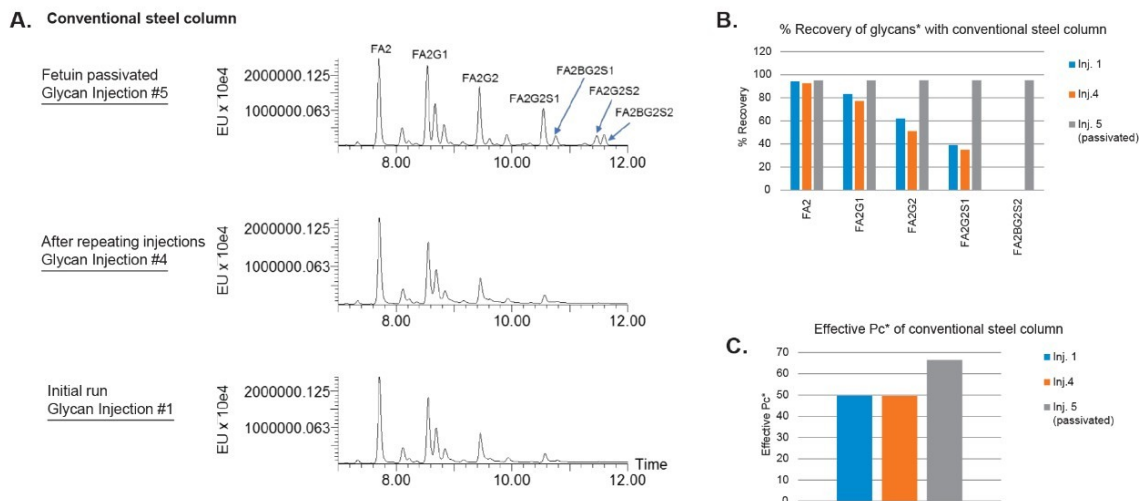 A. Conventional steel column
Fetuin passivated
Glycan Injection #5
EU x 10e4
2000000.125
1000000.063
FA2
FA2G1
FA2G2
FA2G2S1
FA2BG2S1
FA2G2S2
FA2BG2S2
8.00 10.00 12.00
After repeating injections
Glycan Injection #4
EU x 10e4
2000000.125
1000000.063
8.00 10.00 12.00
Initial run
Glycan Injection #1
EU x 10e4
2000000.125
1000000.063
Time
8.00 10.00 12.00
B.
% Recovery of glycans* with conventional steel column
% Recovery
120
100
80
60
40
20
0
FA2
FA2G1
FA2G2
FA2G2S1
FA2BG2S2
Inj. 1
Inj.4
Inj. 5
(passivated)
C.
Effective Pc* of conventional steel column
Effective Pc*
70
60
50
40
30
20
10
0
Inj. 1
Inj.4
Inj. 5
(passivated)